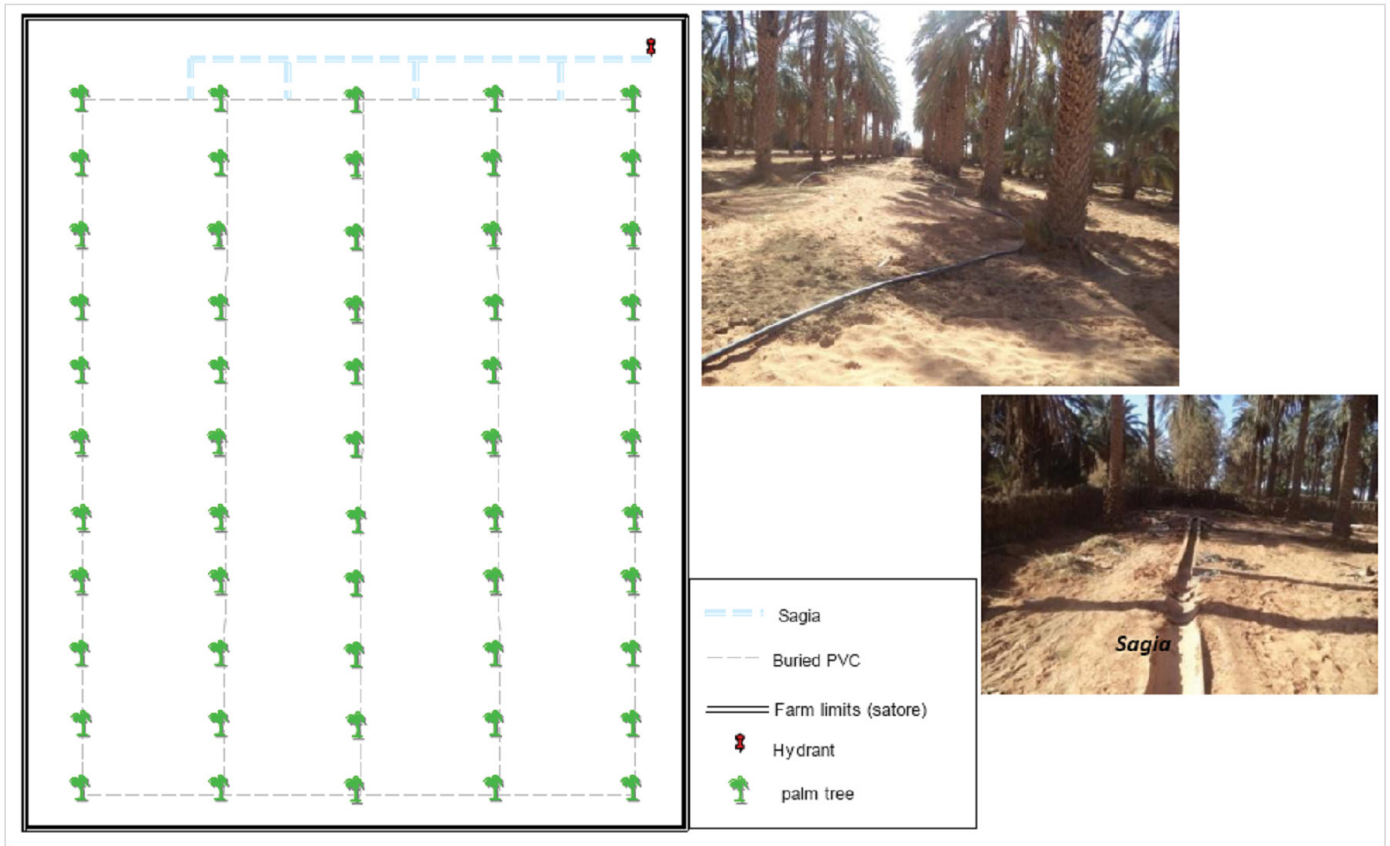 Sagia
Buried PVC
Farm limits (satore)
Hydrant
palm tree
Sagia